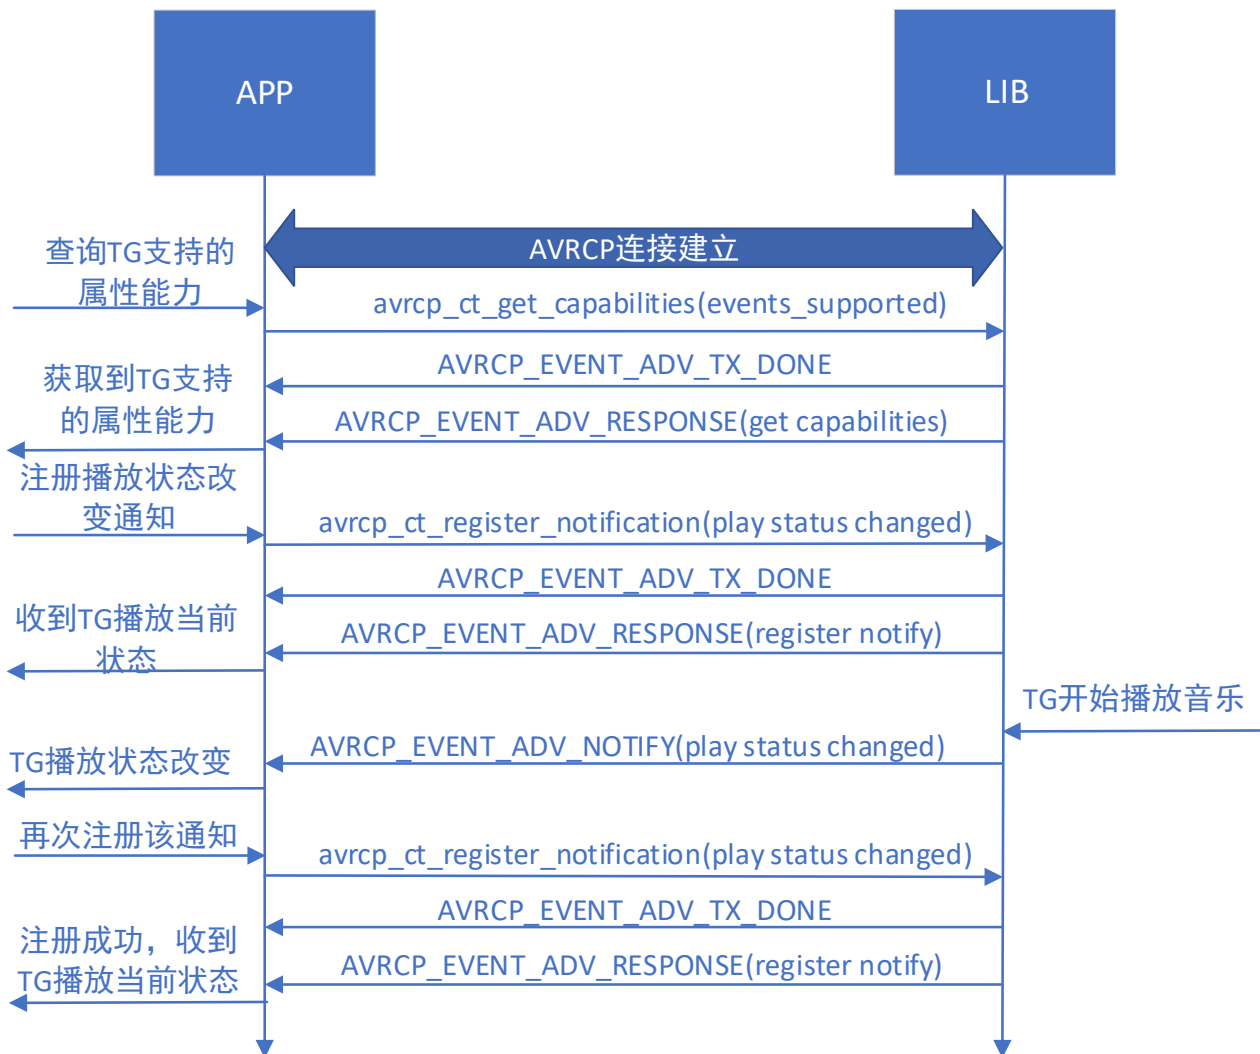 APP
LIB
AVRCP连接建立
查询TG支持的
属性能力
avrcp_ct_get_capabilities(events_supported)
AVRCP_EVENT_ADV_TX_DONE
获取到TG支持
的属性能力
AVRCP_EVENT_ADV_RESPONSE(get capabilities)
注册播放状态改
变通知
avrcp_ct_register_notification(play status changed)
AVRCP_EVENT_ADV_TX_DONE
收到TG播放当前
状态
AVRCP_EVENT_ADV_RESPONSE(register notify)
TG开始播放音乐
AVRCP_EVENT_ADV_NOTIFY(play status changed)
TG播放状态改变
再次注册该通知
avrcp_ct_register_notification(play status changed)
AVRCP_EVENT_ADV_TX_DONE
注册成功，收到
TG播放当前状态
AVRCP_EVENT_ADV_RESPONSE(register notify)